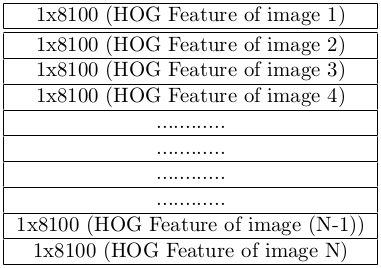 1x8100 (HOG Feature of image 1)
1x8100 (HOG Feature of image 2)
1x8100 (HOG Feature of image 3)
1x8100 (HOG Feature of image 4)
............
............
............
............
1x8100 (HOG Feature of image (N-1))
1x8100 (HOG Feature of image N)